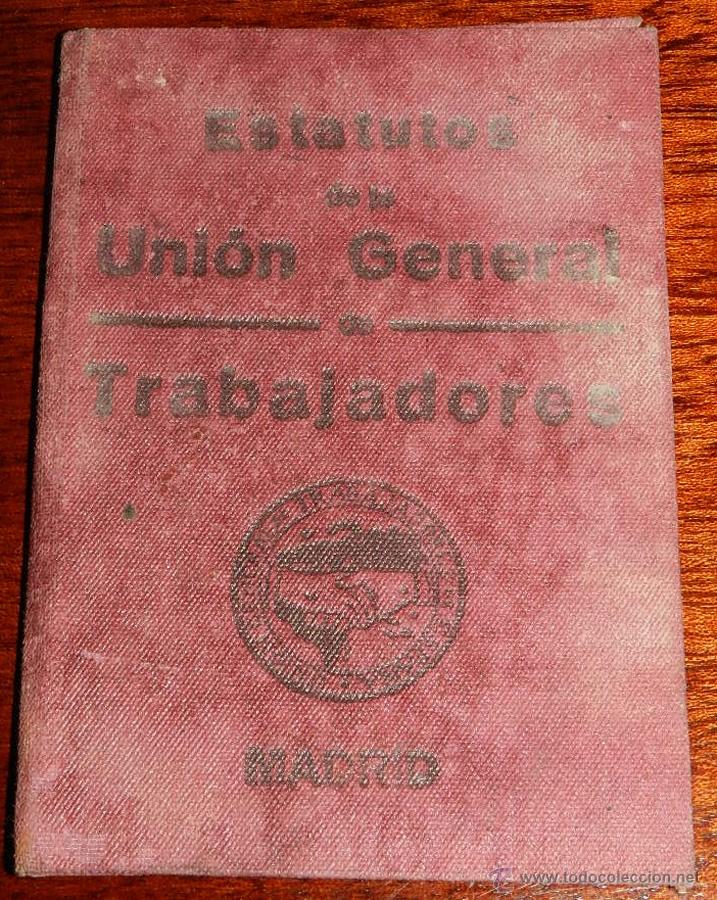 Estatutos
de la
Unión General
de
Trabajadores
MADRID
www.todocoleccion.net